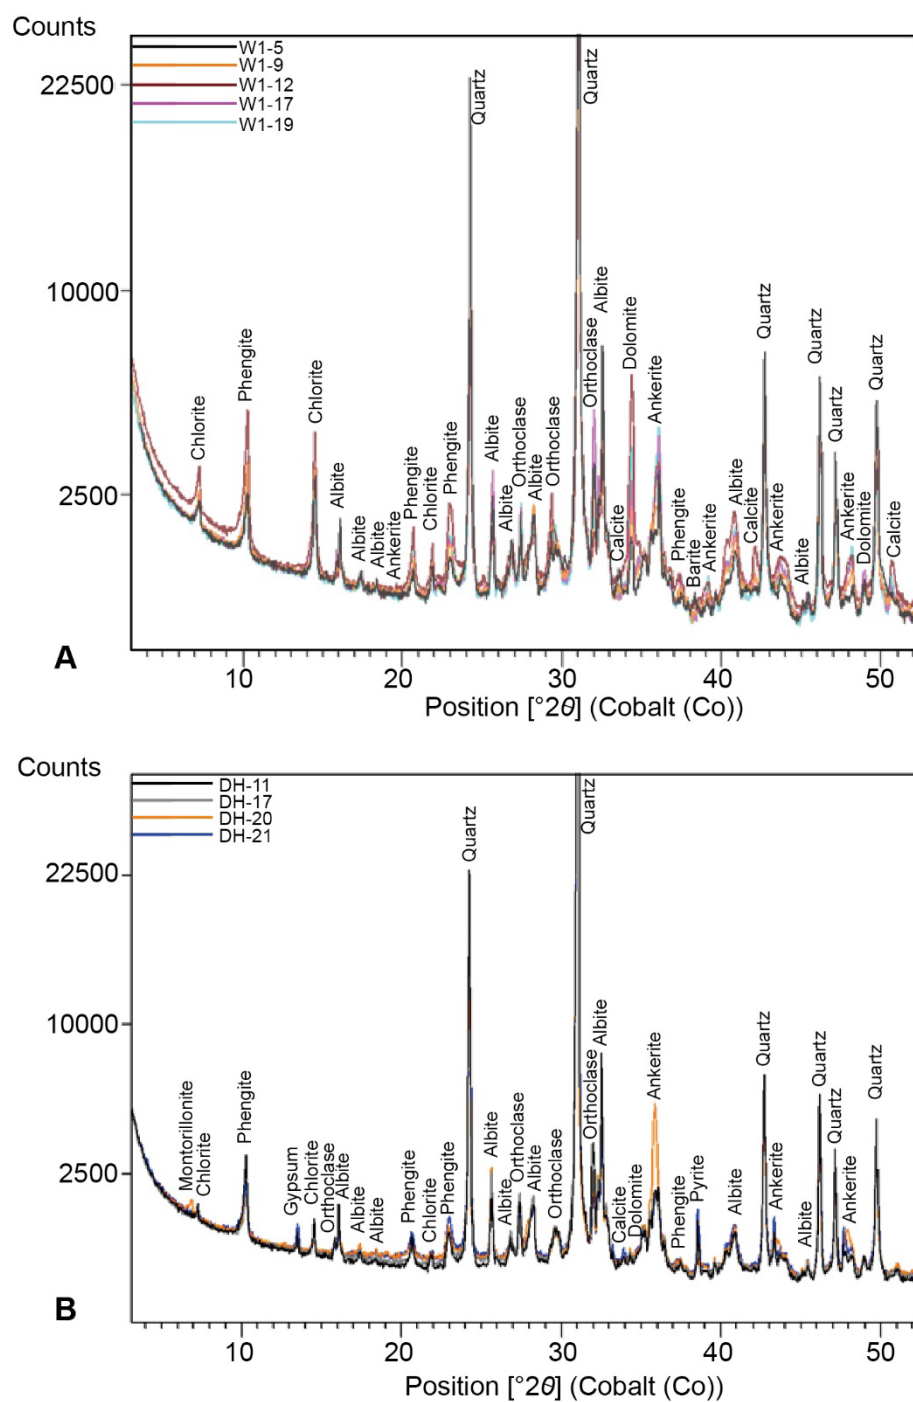 Counts
W1-5
W1-9
W1-12
W1-17
W1-19
22500
10000
2500
Chlorite
Phengite
Chlorite
Albite
Albite
Albite
Ankerite
Phengite
Chlorite
Phengite
Quartz
Albite
Albite
Orthoclase
Albite
Orthoclase
Quartz
Orthoclase
Albite
Calcite
Dolomite
Ankerite
Phengite
Barite
Ankerite
Albite
Calcite
Quartz
Ankerite
Albite
Quartz
Quartz
Ankerite
Dolomite
Quartz
Calcite
A
10
20
30
40
50
Position [°2θ] (Cobalt (Co))
Counts
DH-11
DH-17
DH-20
DH-21
22500
10000
2500
Montorillonite
Chlorite
Phengite
Gypsum
Chlorite
Orthoclase
Albite
Albite
Albite
Phengite
Chlorite
Phengite
Quartz
Albite
Albite
Orthoclase
Albite
Orthoclase
Quartz
Orthoclase
Albite
Calcite
Dolomite
Ankerite
Phengite
Pyrite
Albite
Quartz
Ankerite
Albite
Quartz
Quartz
Ankerite
Quartz
B
10
20
30
40
50
Position [°2θ] (Cobalt (Co))